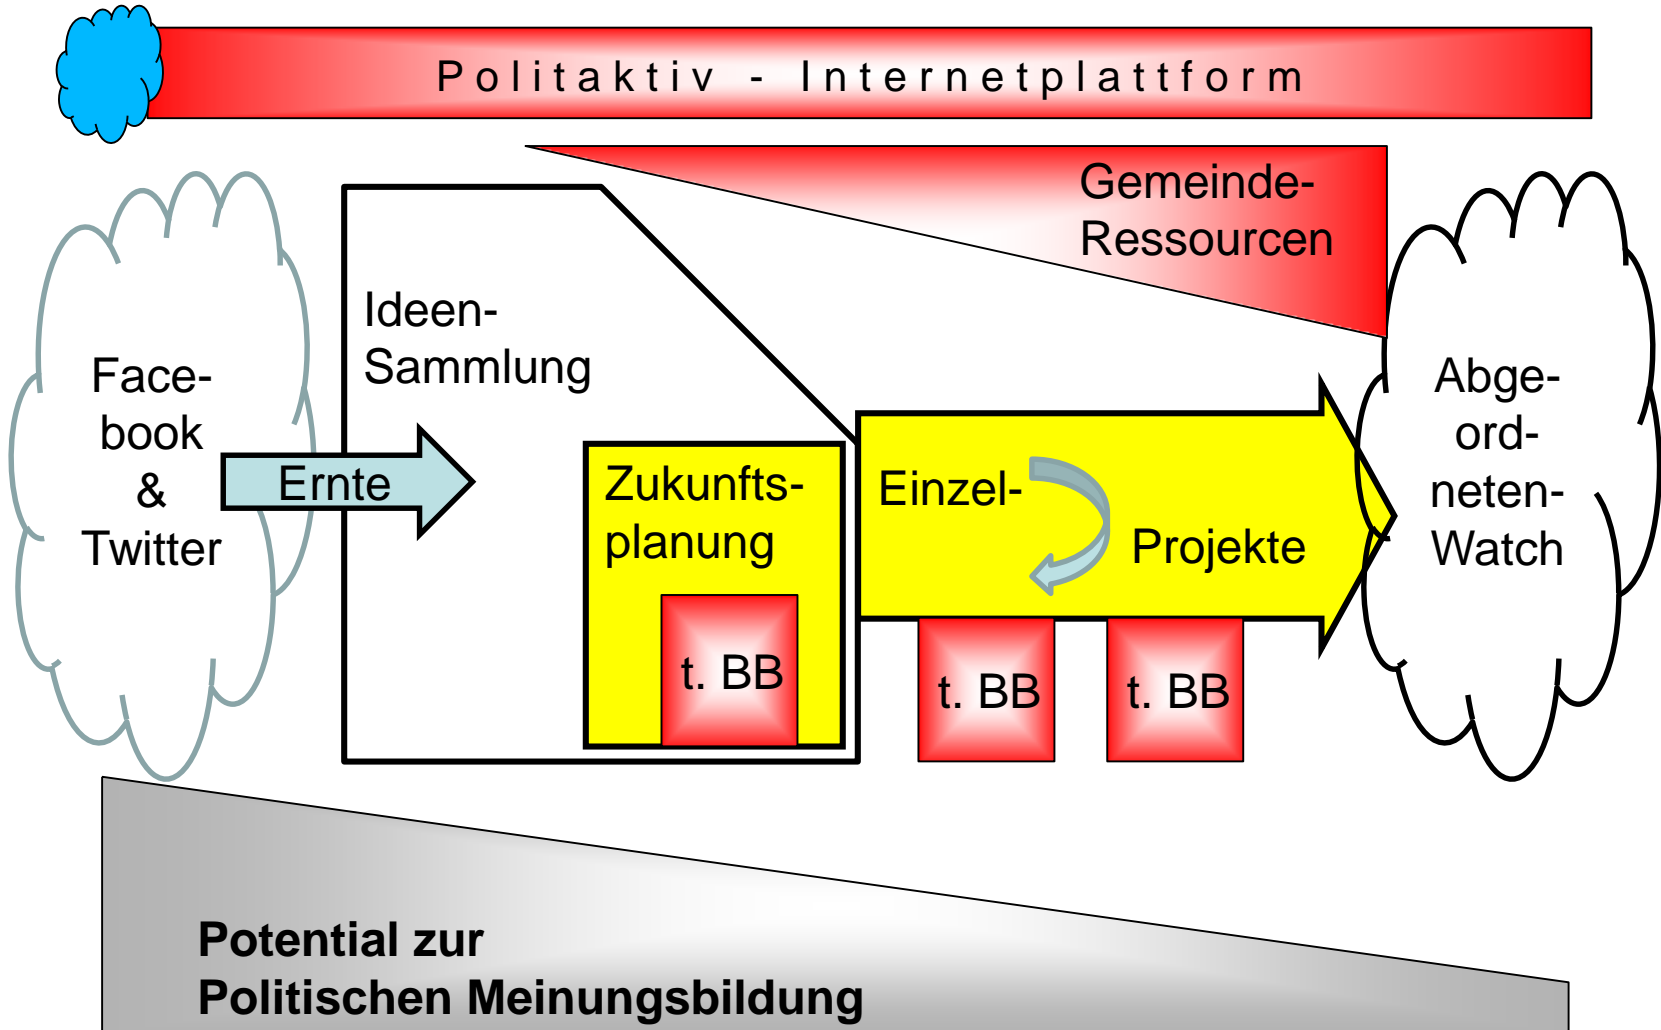 Politaktiv - Internetplattform
Gemeinde-
Ressourcen
Ideen-
Sammlung
Face-
book
&
Twitter
Ernte
Zukunfts-
planung
t. BB
Einzel-
Projekte
t. BB
t. BB
Abge-
ord-
neten-
Watch
Potential zur
Politischen Meinungsbildung